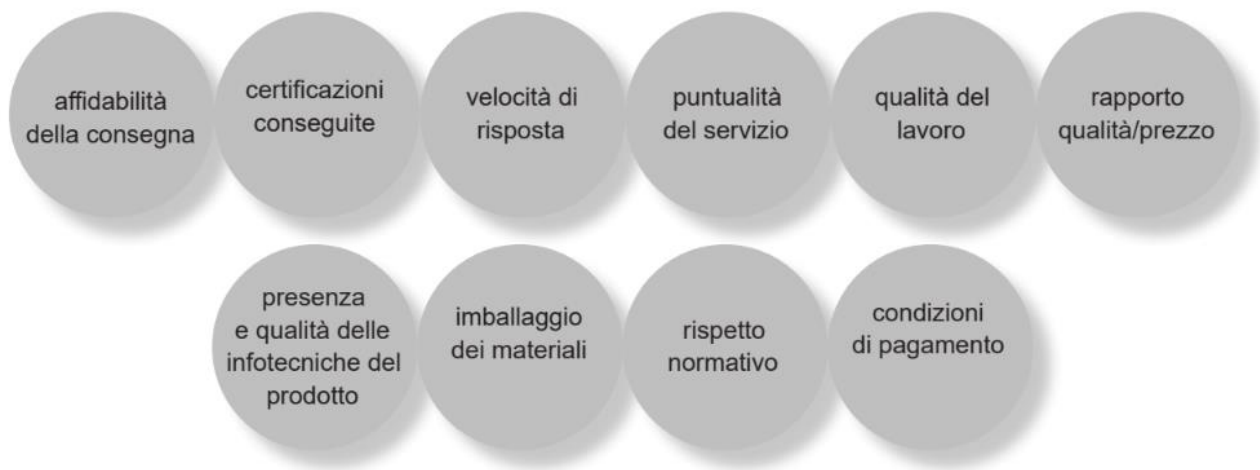 affidabilità
della consegna
certificazioni
conseguite
velocità di
risposta
puntualità
del servizio
qualità del
lavoro
rapporto
qualità/prezzo
presenza
e qualità delle
infotecniche del
prodotto
imballaggio
dei materiali
rispetto
normativo
condizioni
di pagamento